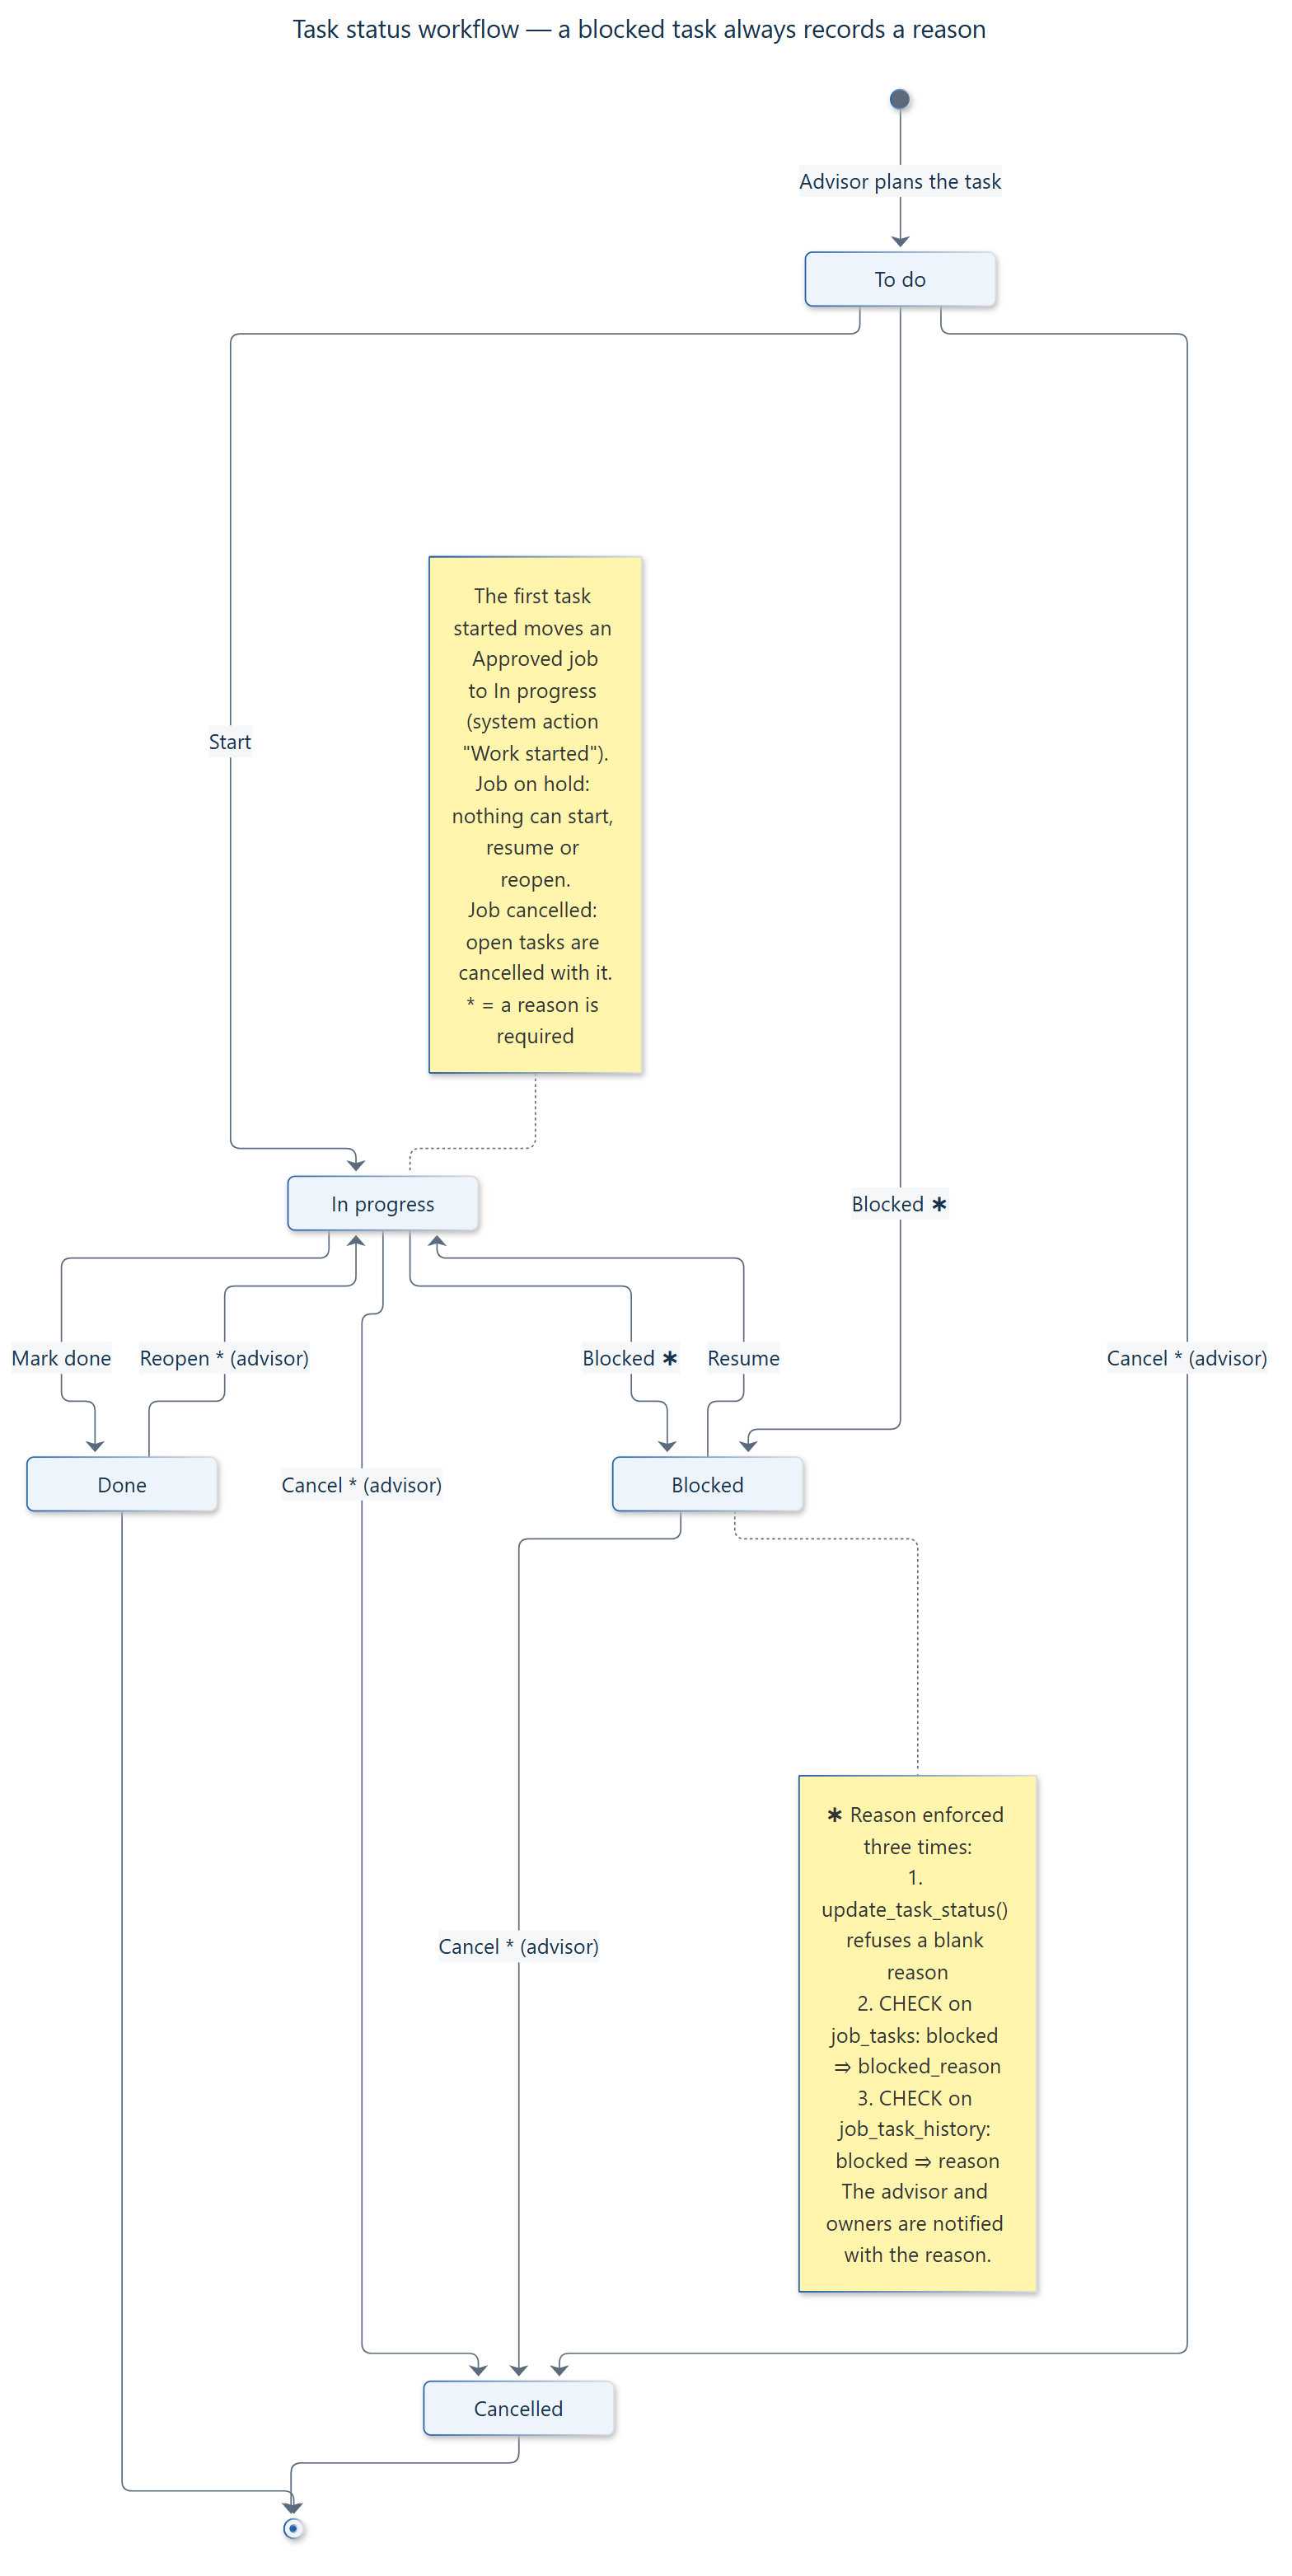 Task status workflow — a blocked task always records a reason
Advisor plans the task
To do
The first task
started moves an
Approved job
to In progress
(system action
"Work started").
Job on hold:
nothing can start,
resume or
reopen.
Job cancelled:
open tasks are
cancelled with it.
* = a reason is
required
Start
In progress
Blocked ✱
Mark done
Reopen * (advisor)
Blocked ✱
Resume
Cancel * (advisor)
Done
Cancel * (advisor)
Blocked
✱ Reason enforced
three times:
1.
update_task_status()
refuses a blank
reason
2. CHECK on
job_tasks: blocked
⇒ blocked_reason
3. CHECK on
job_task_history:
blocked ⇒ reason
The advisor and
owners are notified
with the reason.
Cancel * (advisor)
Cancelled